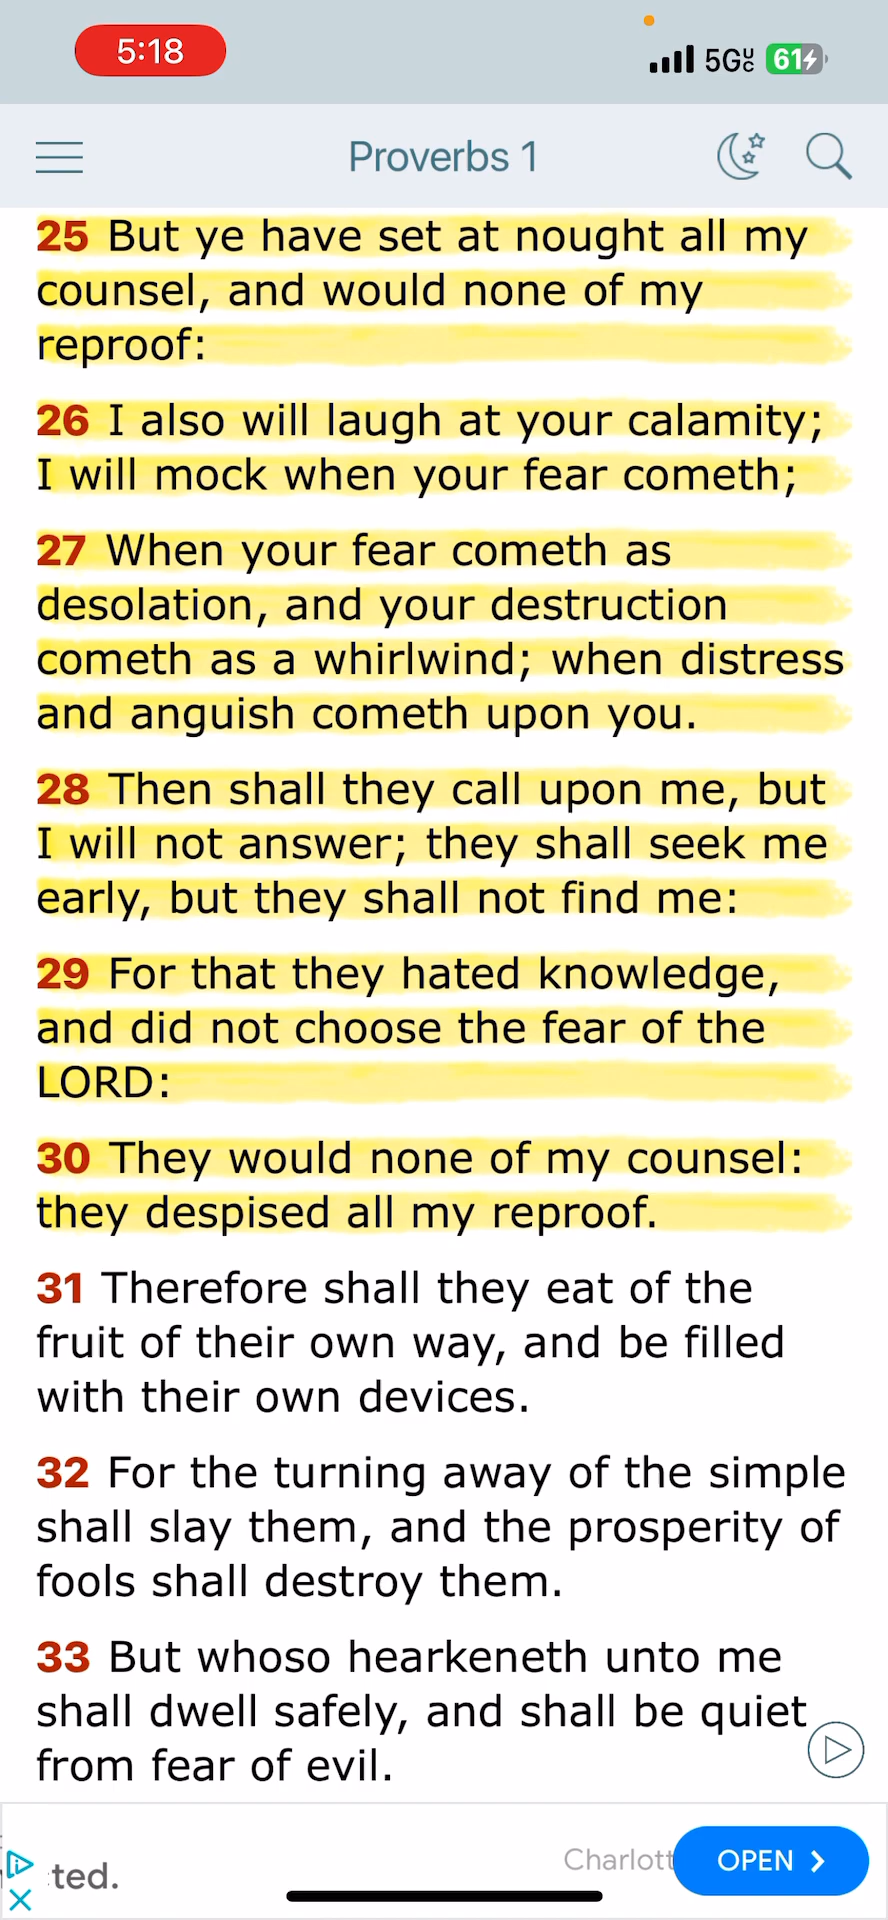 5:18
5G UC 61
Proverbs 1
25 But ye have set at nought all my
counsel, and would none of my
reproof:
26 I also will laugh at your calamity;
I will mock when your fear cometh;
27 When your fear cometh as
desolation, and your destruction
cometh as a whirlwind; when distress
and anguish cometh upon you.
28 Then shall they call upon me, but
I will not answer; they shall seek me
early, but they shall not find me:
29 For that they hated knowledge,
and did not choose the fear of the
LORD:
30 They would none of my counsel:
they despised all my reproof.
31 Therefore shall they eat of the
fruit of their own way, and be filled
with their own devices.
32 For the turning away of the simple
shall slay them, and the prosperity of
fools shall destroy them.
33 But whoso hearkeneth unto me
shall dwell safely, and shall be quiet
from fear of evil.
ted.
Charlott
OPEN